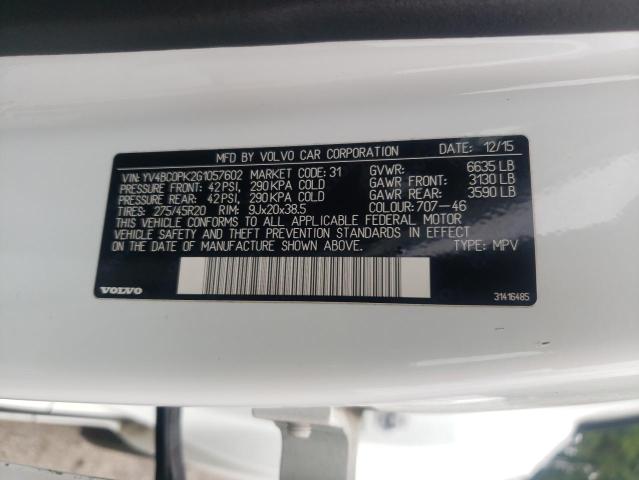 MFD BY VOLVO CAR CORPORATION DATE: 12/15
VIN: YV4BC0PK2G1057602 MARKET CODE: 31 GVWR: 6635 LB
PRESSURE FRONT: 42 PSI, 290 KPA COLD GAWR FRONT: 3130 LB
PRESSURE REAR: 42 PSI, 290 KPA COLD GAWR REAR: 3590 LB
TIRES: 275/45R20 RIM: 9Jx20x38.5 COLOUR: 707-46
THIS VEHICLE CONFORMS TO ALL APPLICABLE FEDERAL MOTOR
VEHICLE SAFETY AND THEFT PREVENTION STANDARDS IN EFFECT
ON THE DATE OF MANUFACTURE SHOWN ABOVE. TYPE: MPV
VOLVO 31416485